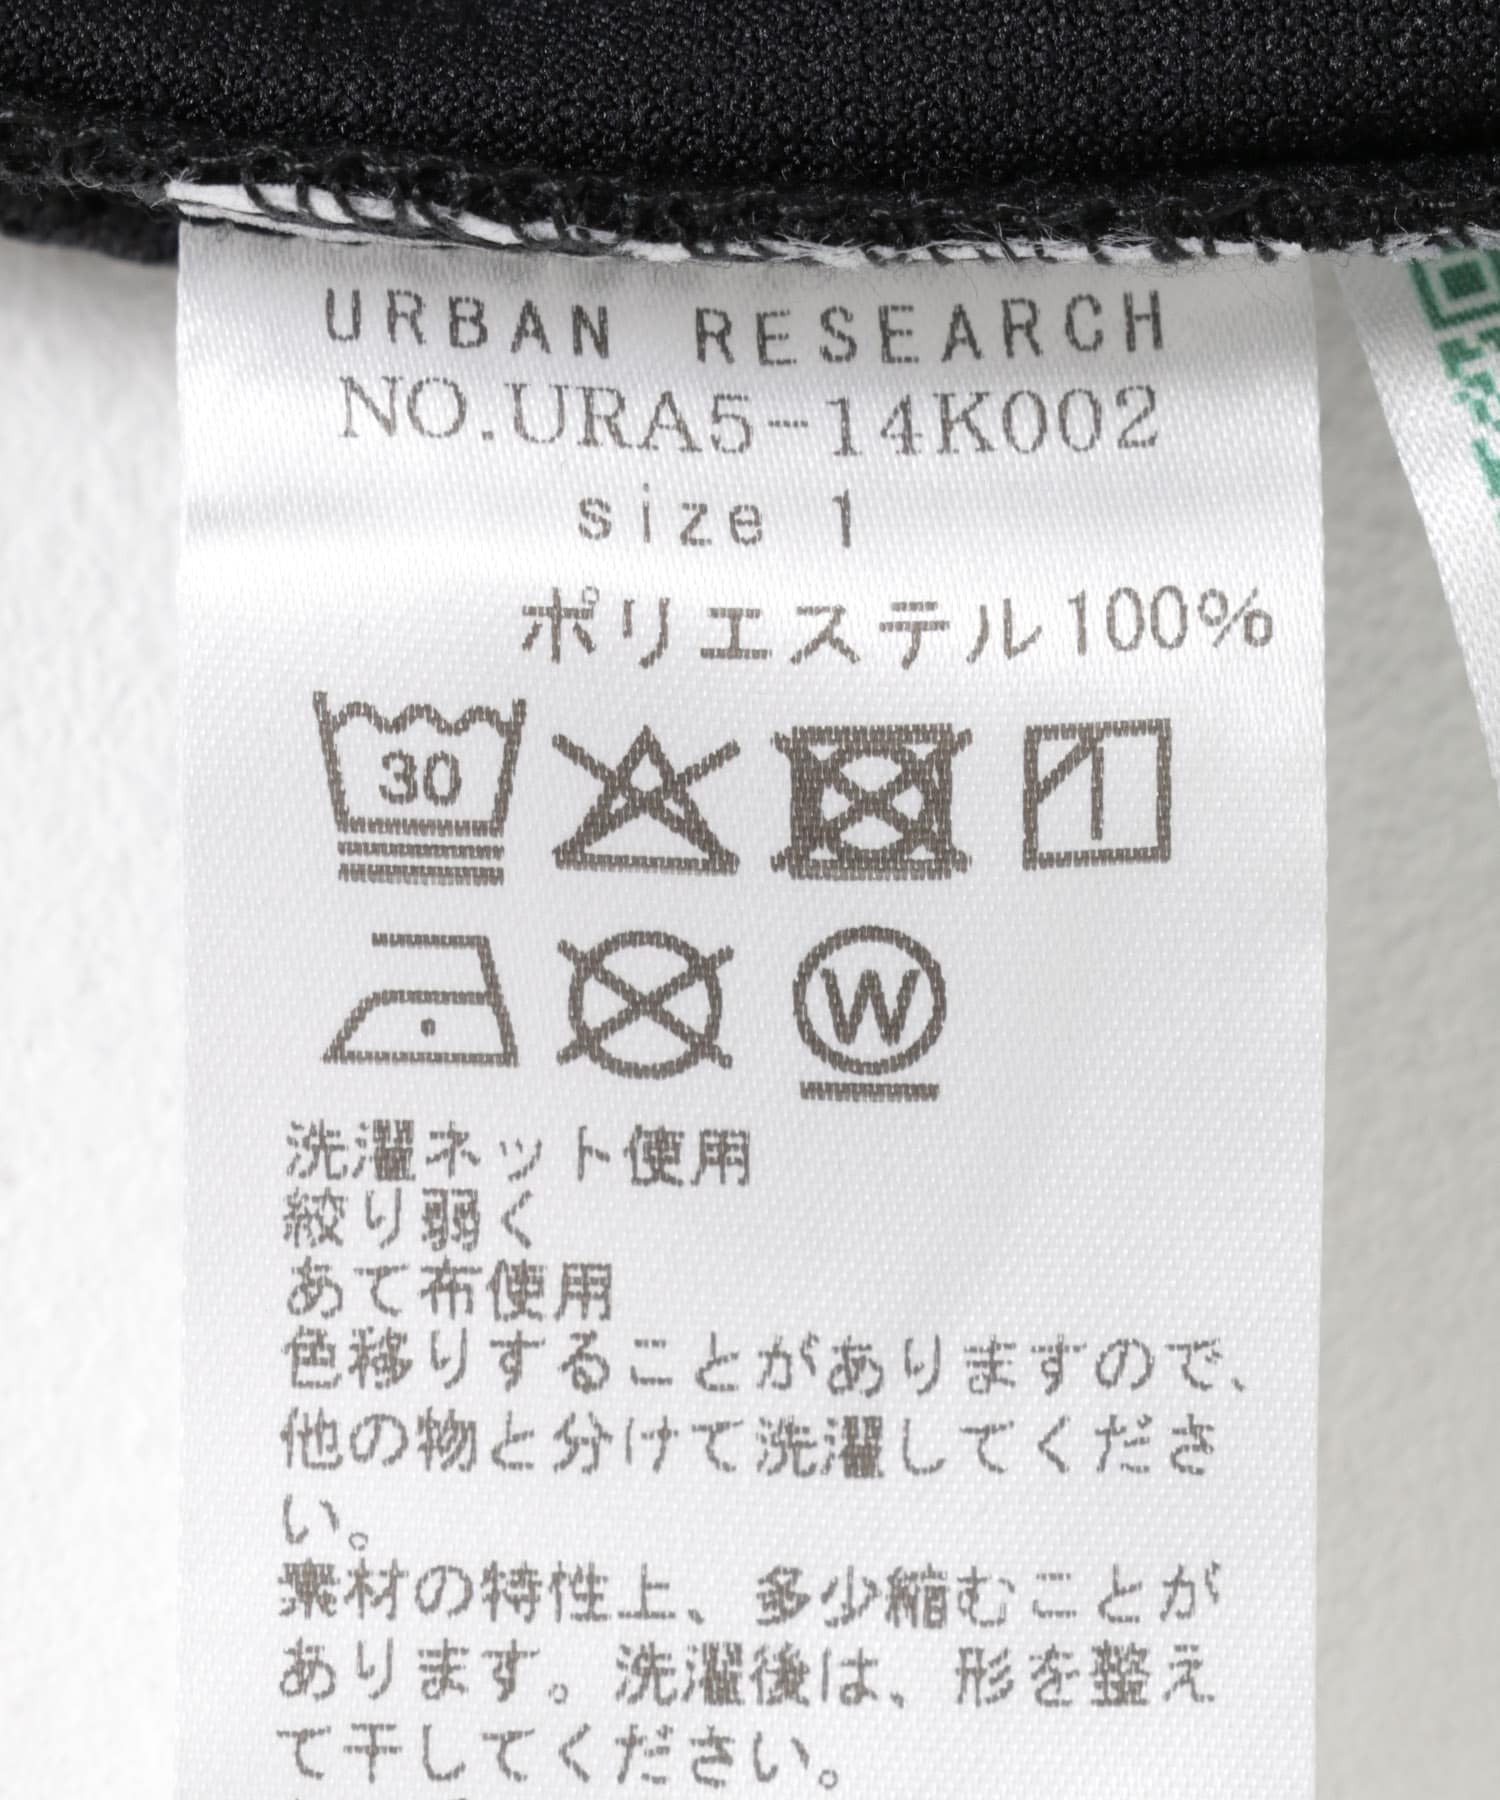 URBAN RESEARCH
NO.URA5-14K002
size 1
ポリエステル100%
30
W
洗濯ネット使用
絞り弱く
あて布使用
色移りすることがありますので、
他の物と分けて洗濯してくださ
い。
素材の特性上、多少縮むことが
あります。洗濯後は、形を整え
て干してください。